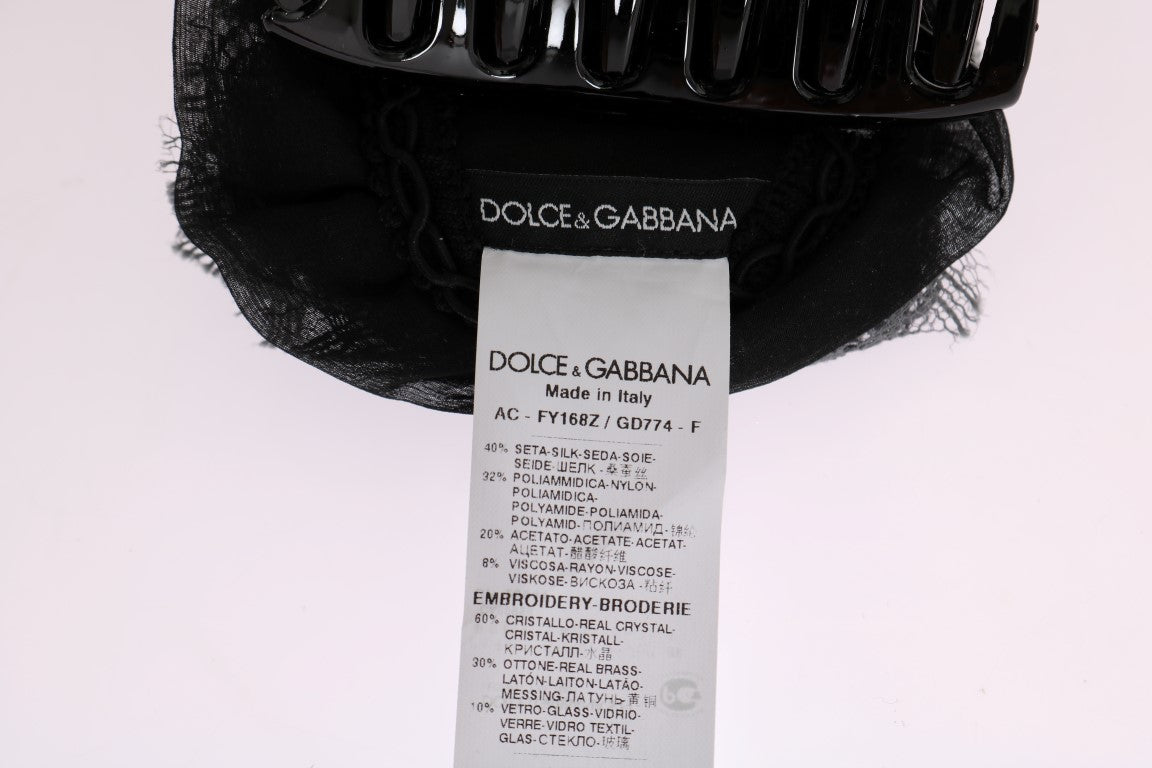 DOLCE&GABBANA
DOLCE & GABBANA
Made in Italy
AC - FY168Z / GD774 - F
40% SETA-SILK-SEDA-SOIE-
SEIDE-ШЕЛК-桑蚕丝
32% POLIAMMIDICA-NYLON-
POLIAMIDICA-
POLYAMIDE-POLIAMIDA-
POLYAMID-ПОЛИАМИД-锦纶
20% ACETATO-ACETATE-ACETAT-
АЦЕТАТ-醋酸纤维
8% VISCOSA-RAYON-VISCOSE-
VISKOSE-ВИСКОЗА-粘纤
EMBROIDERY-BRODERIE
60% CRISTALLO-REAL CRYSTAL-
CRISTAL-KRISTALL-
КРИСТАЛЛ-水晶
30% OTTONE-REAL BRASS-
LATÓN-LAITON-LATÃO-
MESSING-ЛАТУНЬ-黄铜
10% VETRO-GLASS-VIDRIO-
VERRE-VIDRO TEXTIL-
GLAS-СТЕКЛО-玻璃